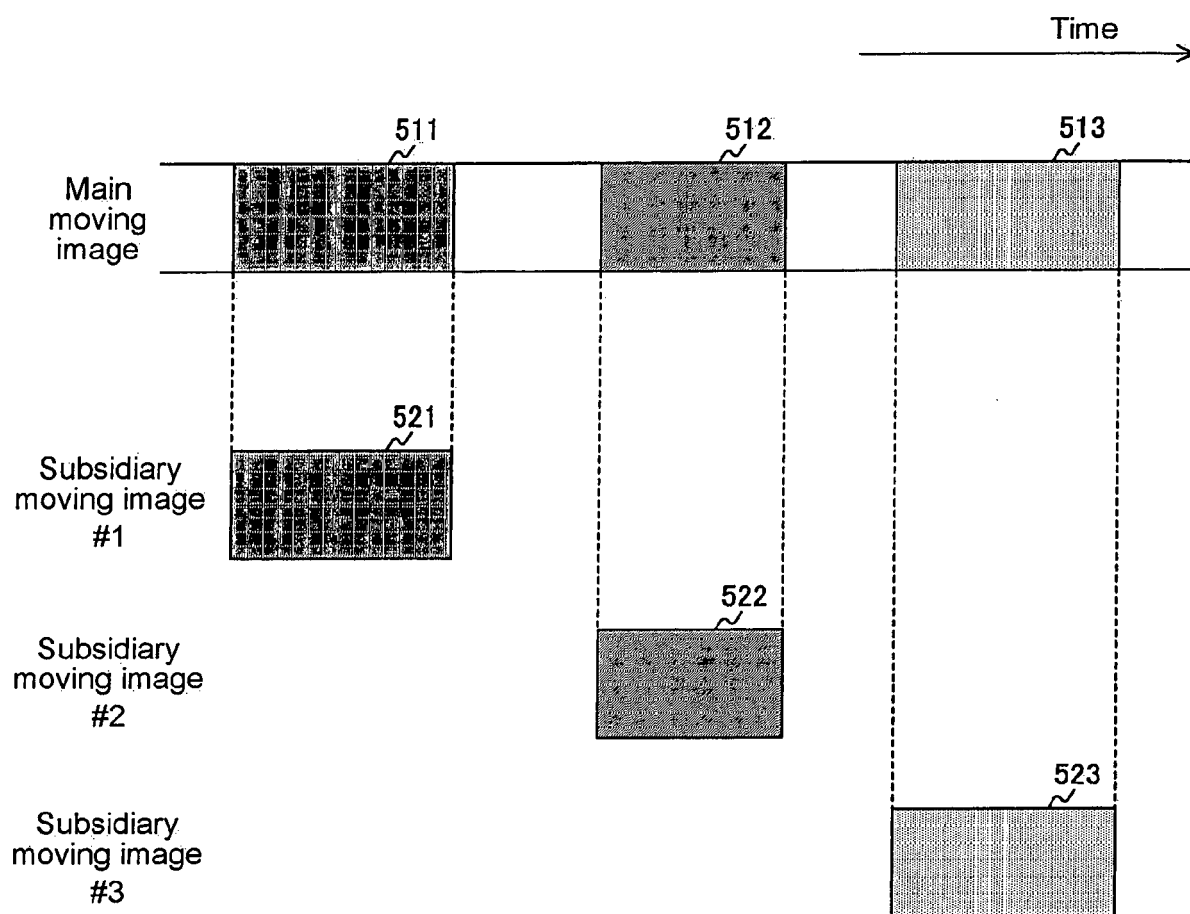 Time
511
512
513
Main
moving
image
521
Subsidiary
moving image
#1
522
Subsidiary
moving image
#2
523
Subsidiary
moving image
#3